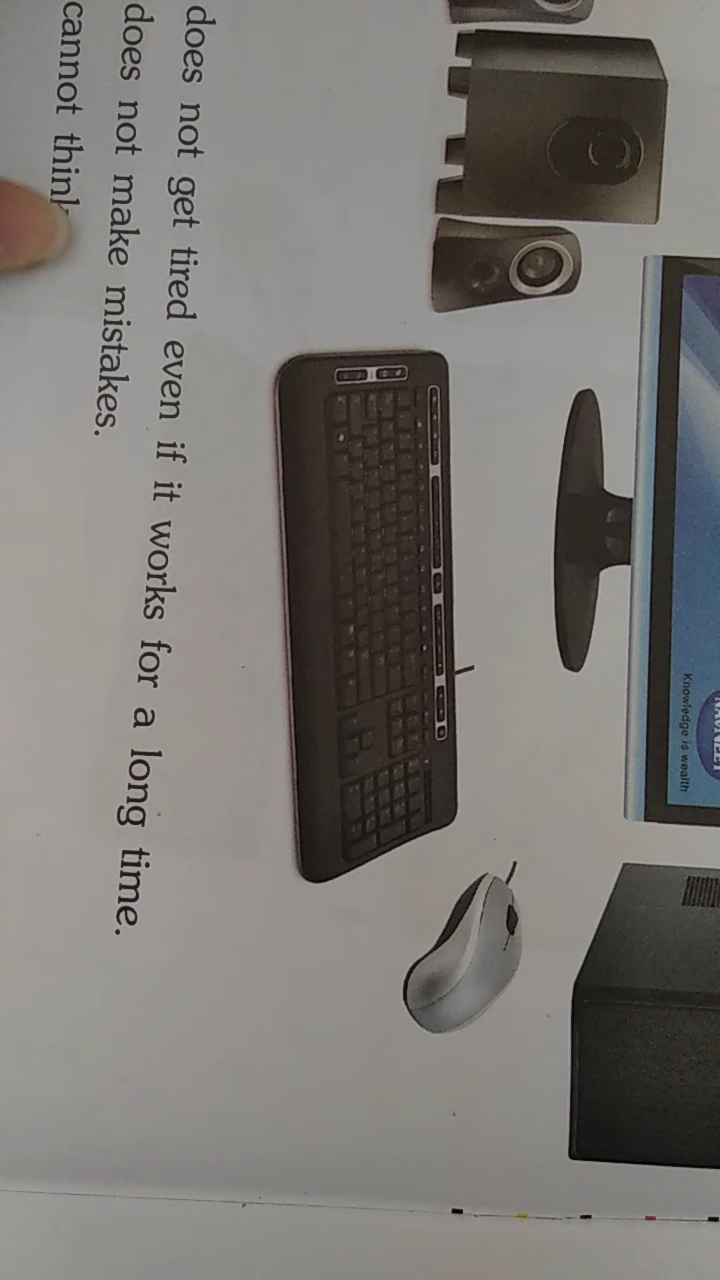 Knowledge is wealth
does not get tired even if it works for a long time.
does not make mistakes.
cannot